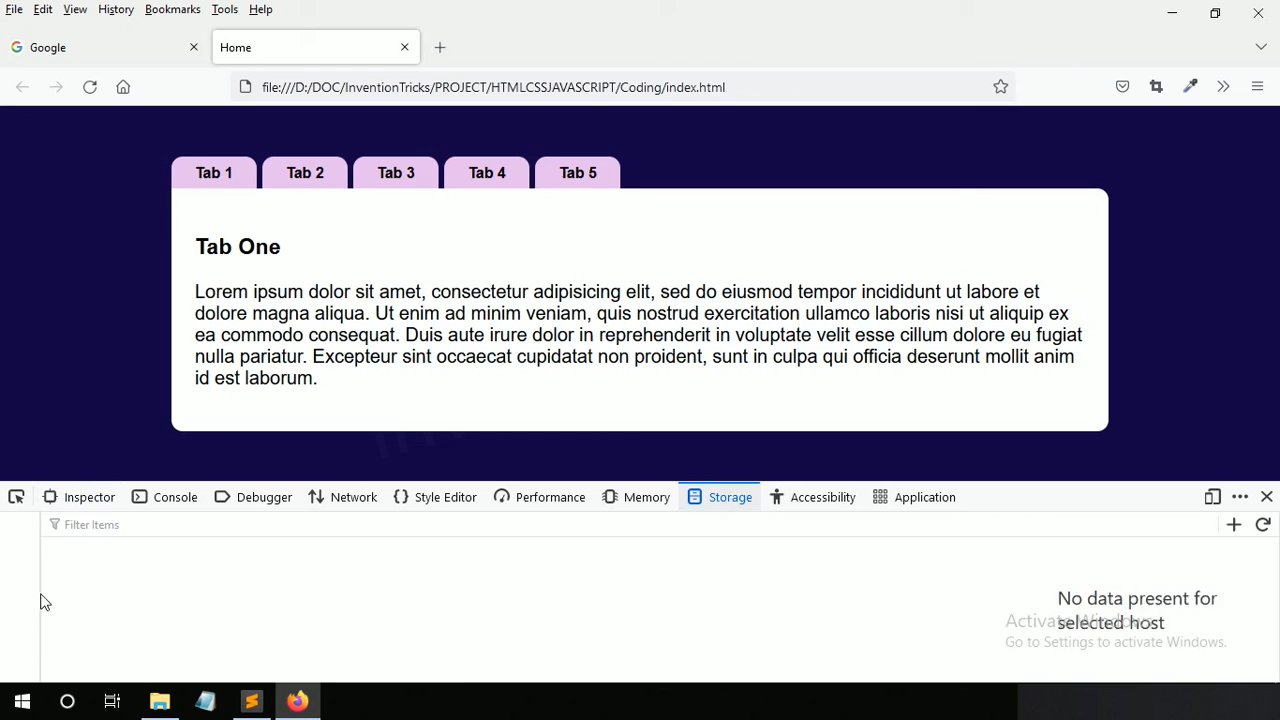 File Edit View History Bookmarks Tools Help
Google
Home
file:///D:/DOC/InventionTricks/PROJECT/HTMLCSSJAVASCRIPT/Coding/index.html
Tab 1 Tab 2 Tab 3 Tab 4 Tab 5
Tab One
Lorem ipsum dolor sit amet, consectetur adipisicing elit, sed do eiusmod tempor incididunt ut labore et
dolore magna aliqua. Ut enim ad minim veniam, quis nostrud exercitation ullamco laboris nisi ut aliquip ex
ea commodo consequat. Duis aute irure dolor in reprehenderit in voluptate velit esse cillum dolore eu fugiat
nulla pariatur. Excepteur sint occaecat cupidatat non proident, sunt in culpa qui officia deserunt mollit anim
id est laborum.
Inspector Console Debugger Network Style Editor Performance Memory Storage Accessibility Application
Filter Items
No data present for
selected host
Activate Windows
Go to Settings to activate Windows.